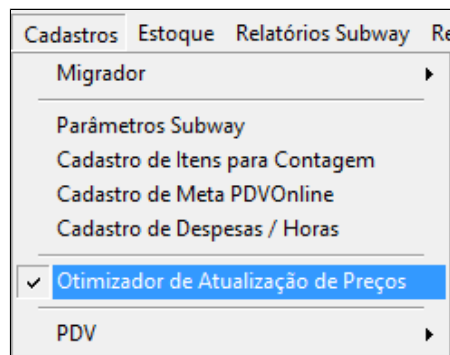 Cadastros Estoque Relatórios Subway
Migrador
Parâmetros Subway
Cadastro de Itens para Contagem
Cadastro de Meta PDVOnline
Cadastro de Despesas / Horas
Otimizador de Atualização de Preços
PDV